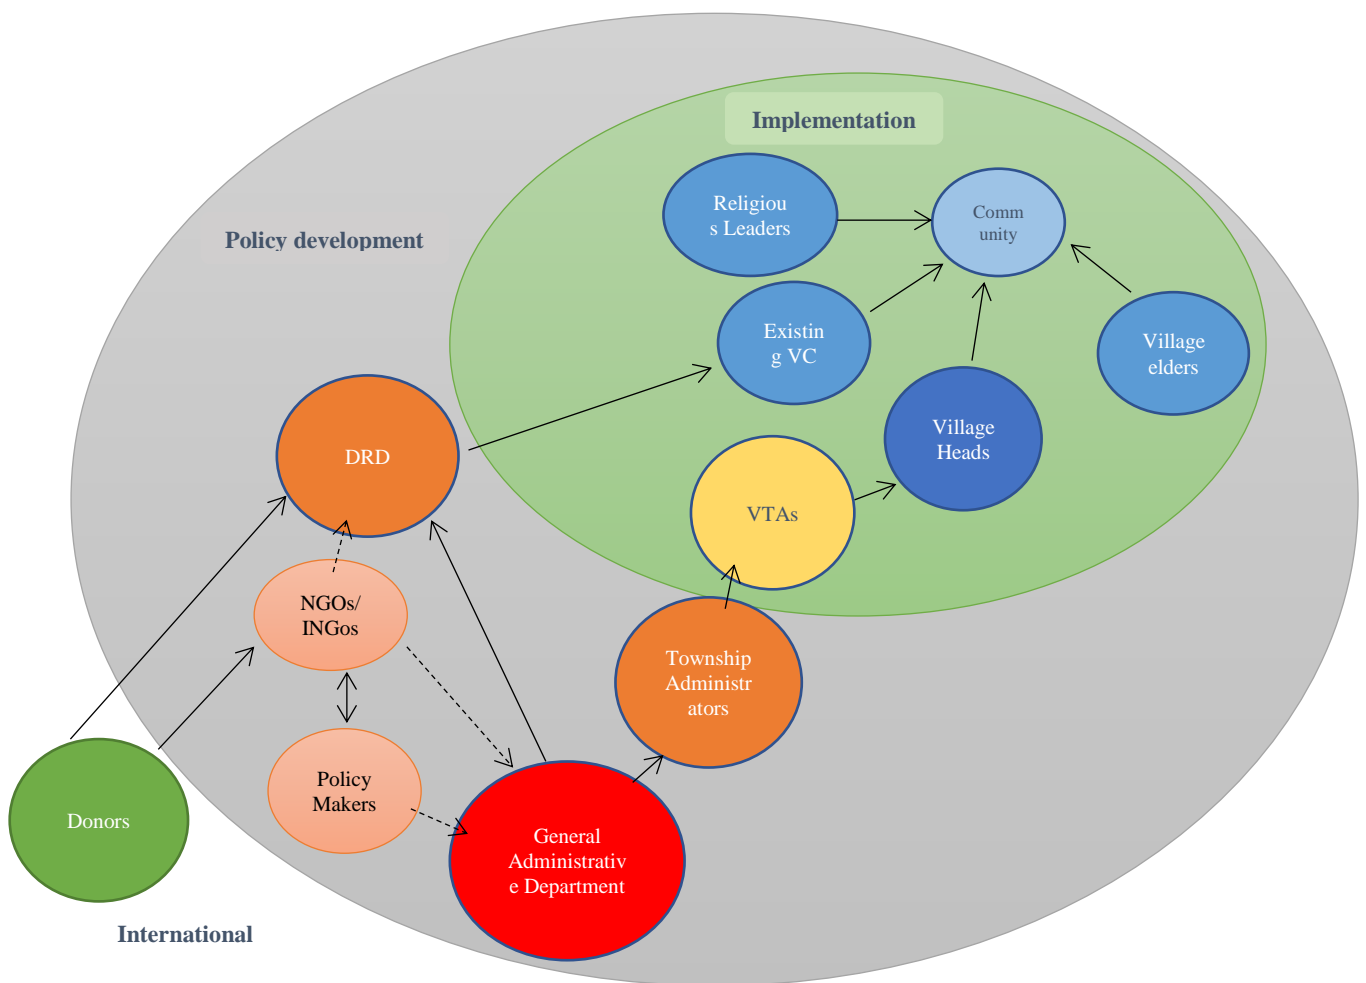 Implementation
Religiou
s Leaders
Comm
unity
Policy development
Existin
g VC
Village
elders
Village
Heads
DRD
VTAs
NGOs/
INGos
Township
Administr
ators
Policy
Makers
Donors
General
Administrativ
e Department
International